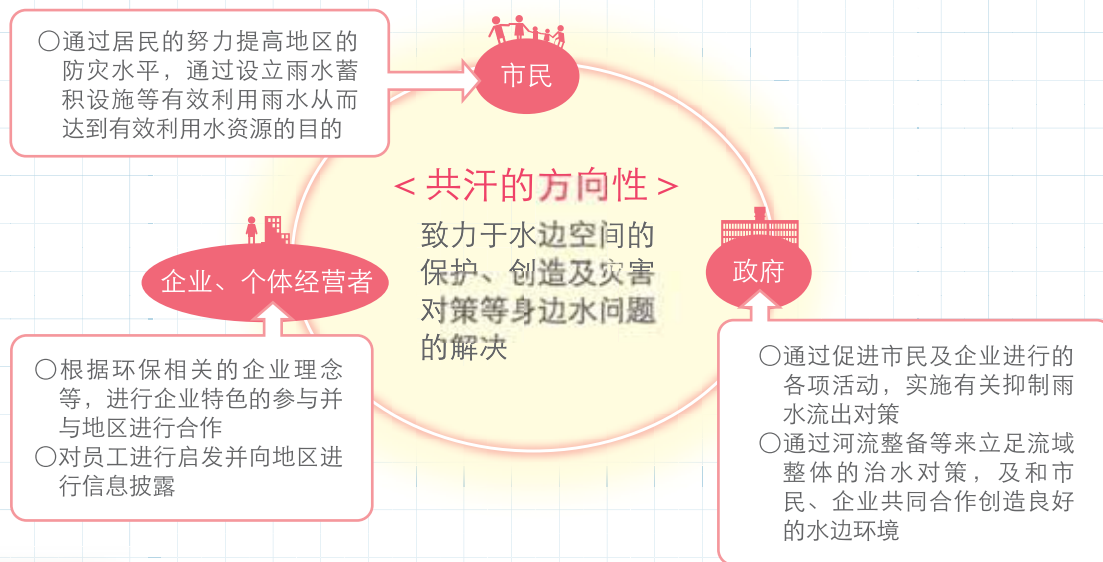 ○通过居民的努力提高地区的
防灾水平，通过设立雨水蓄
积设施等有效利用雨水从而
达到有效利用水资源的目的
市民
＜共汗的方向性＞
致力于水边空间的
保护、创造及灾害
对策等身边水问题
的解决
企业、个体经营者
政府
○根据环保相关的企业理念
等，进行企业特色的参与并
与地区进行合作
○对员工进行启发并向地区进
行信息披露
○通过促进市民及企业进行的
各项活动，实施有关抑制雨
水流出对策
○通过河流整备等来立足流域
整体的治水对策，及和市
民、企业共同合作创造良好
的水边环境